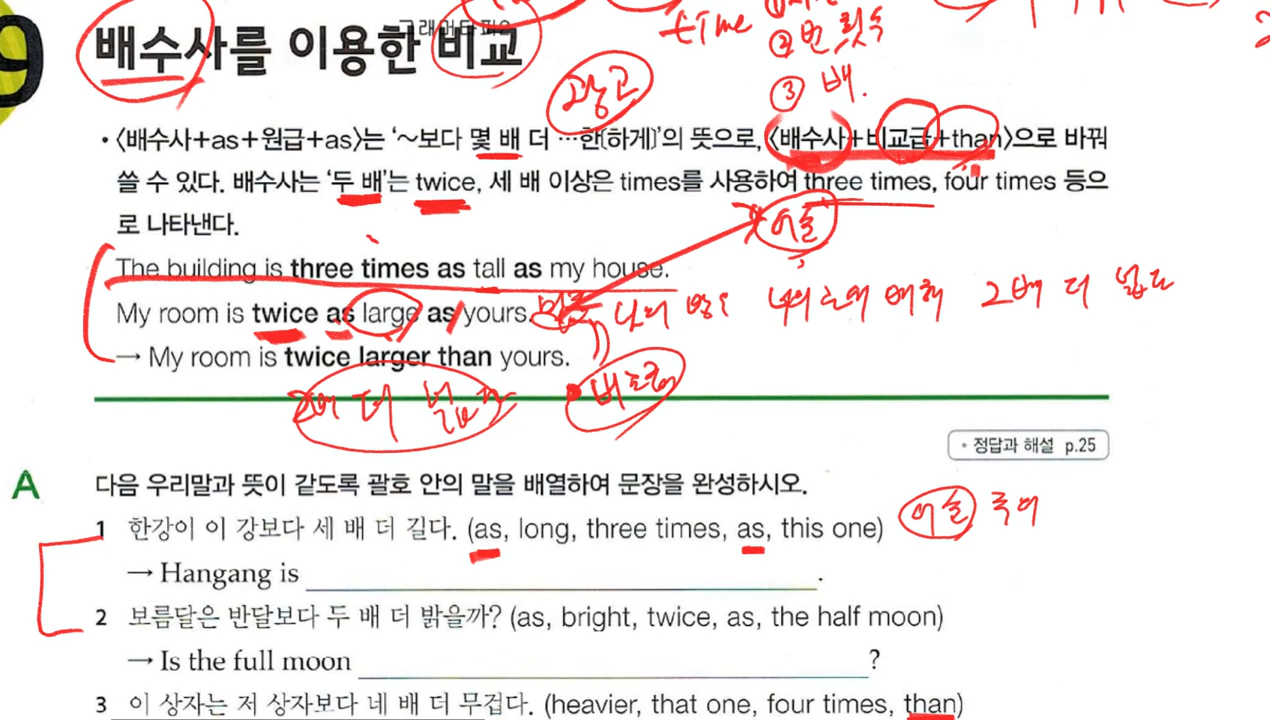 9 배수사를 이용한 비교
time
② 번 횟수
③ 배.
광고
• 〈배수사+as+원급+as〉는 '～보다 몇 배 더 …한[하게]'의 뜻으로, 〈배수사+비교급+than〉으로 바꿔
쓸 수 있다. 배수사는 '두 배'는 twice, 세 배 이상은 times를 사용하여 three times, four times 등으
로 나타낸다.
어순
The building is three times as tall as my house.
My room is twice as large as yours.
나의 방은 너의 것에 비해 2배 더 넓다
→ My room is twice larger than yours.
2배 더 넓다
비교급
• 정답과 해설 p.25
A 다음 우리말과 뜻이 같도록 괄호 안의 말을 배열하여 문장을 완성하시오.
1 한강이 이 강보다 세 배 더 길다. (as, long, three times, as, this one) 어순
→ Hangang is .
2 보름달은 반달보다 두 배 더 밝을까? (as, bright, twice, as, the half moon)
→ Is the full moon ?
3 이 상자는 저 상자보다 네 배 더 무겁다. (heavier, that one, four times, than)